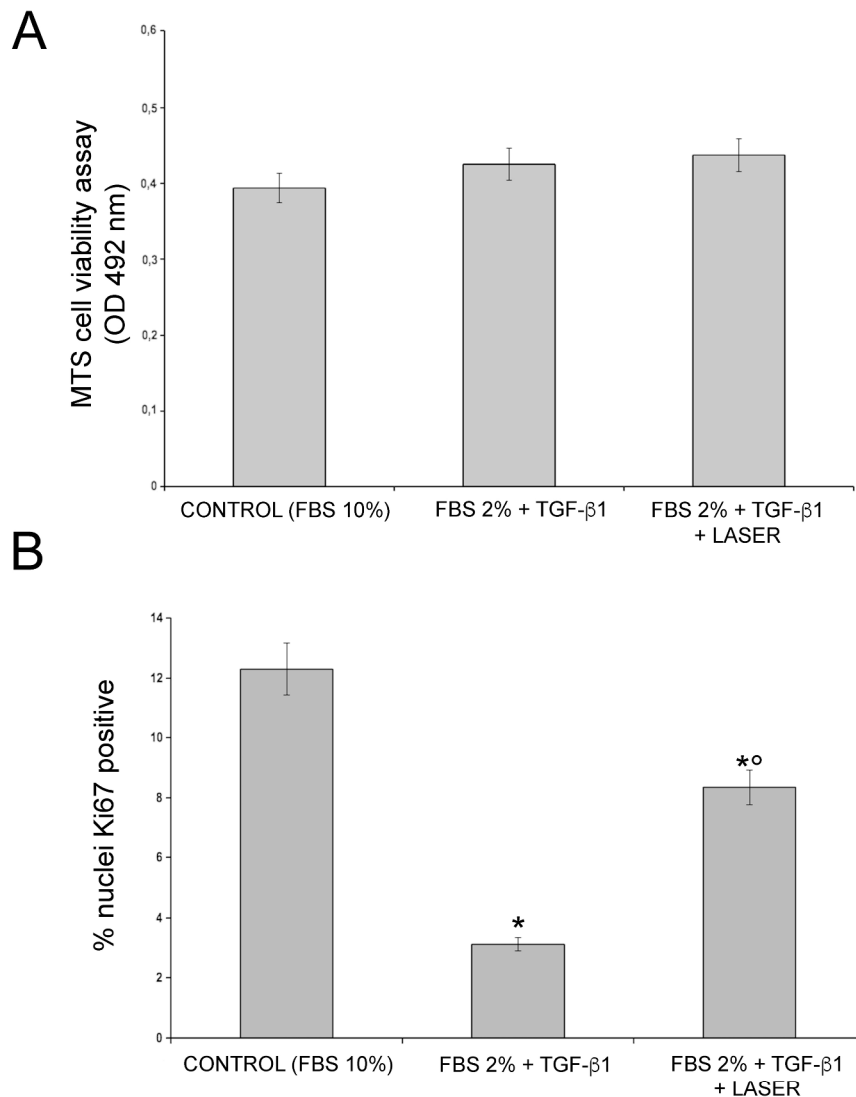 A
0,6
0,5
0,4
0,3
0,2
0,1
0
MTS cell viability assay
(OD 492 nm)
CONTROL (FBS 10%)
FBS 2% + TGF-β1
FBS 2% + TGF-β1
+ LASER
B
14
12
10
8
6
4
2
0
% nuclei Ki67 positive
*
*°
CONTROL (FBS 10%)
FBS 2% + TGF-β1
FBS 2% + TGF-β1
+ LASER